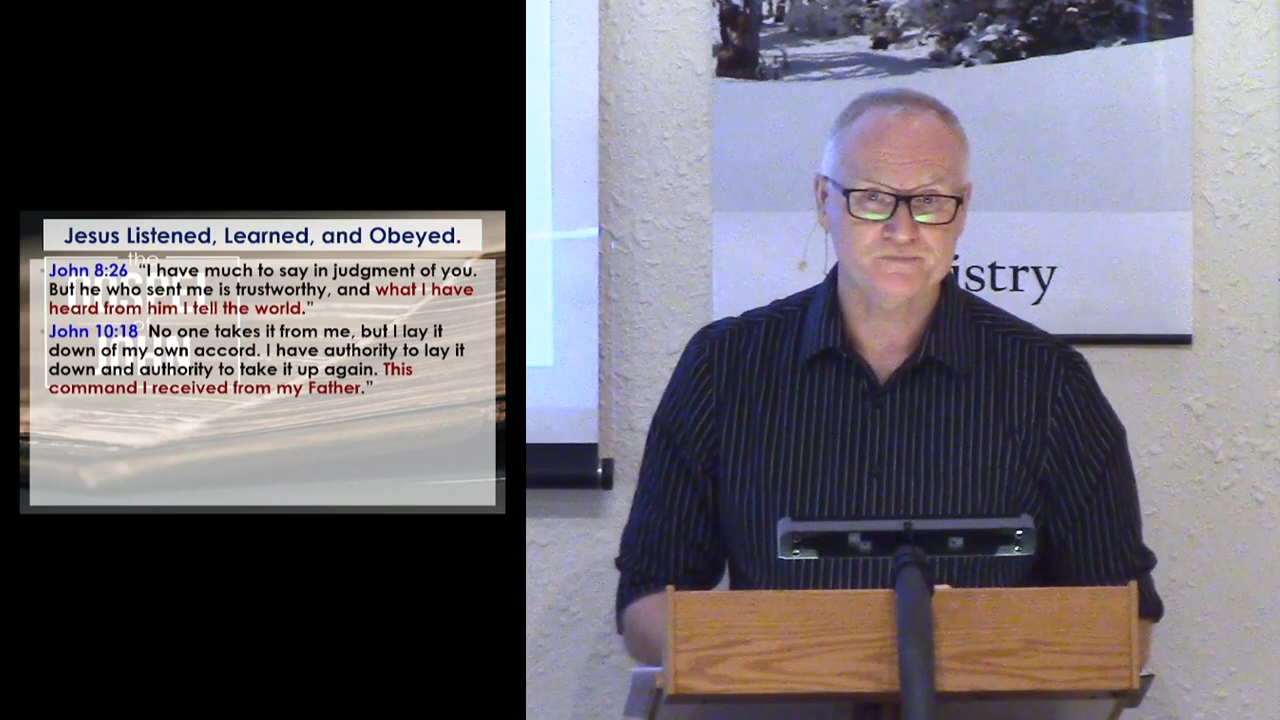 Jesus Listened, Learned, and Obeyed.
the
John 8:26 "I have much to say in judgment of you.
But he who sent me is trustworthy, and what I have
heard from him I tell the world."
John 10:18 No one takes it from me, but I lay it
down of my own accord. I have authority to lay it
down and authority to take it up again. This
command I received from my Father."
istry